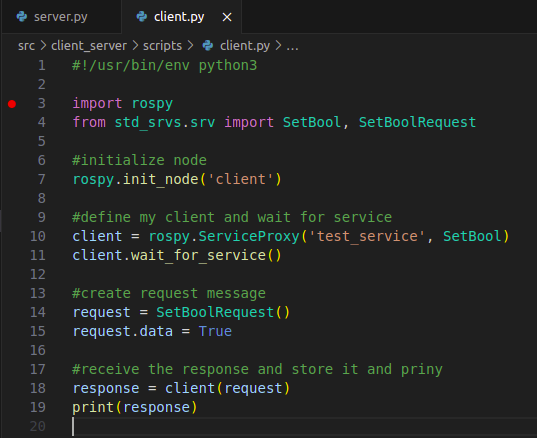 server.py client.py ×
src > client_server > scripts > client.py > ...
1 #!/usr/bin/env python3
2
3 import rospy
4 from std_srvs.srv import SetBool, SetBoolRequest
5
6 #initialize node
7 rospy.init_node('client')
8
9 #define my client and wait for service
10 client = rospy.ServiceProxy('test_service', SetBool)
11 client.wait_for_service()
12
13 #create request message
14 request = SetBoolRequest()
15 request.data = True
16
17 #receive the response and store it and priny
18 response = client(request)
19 print(response)
20